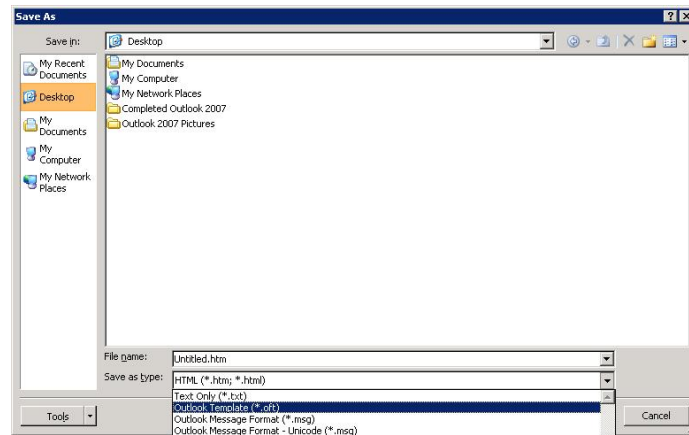 Save As
Save in:
Desktop
My Recent
Documents
Desktop
My
Documents
My
Computer
My Network
Places
My Documents
My Computer
My Network Places
Completed Outlook 2007
Outlook 2007 Pictures
File name:
Untitled.htm
Save as type:
HTML (*.htm; *.html)
Text Only (*.txt)
Outlook Template (*.oft)
Outlook Message Format (*.msg)
Outlook Message Format - Unicode (*.msg)
Tools
Cancel